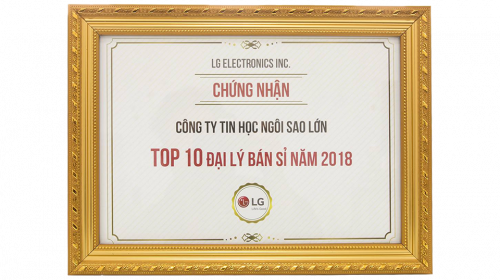 LG ELECTRONICS INC.
CHỨNG NHẬN
CÔNG TY TIN HỌC NGÔI SAO LỚN
TOP 10 ĐẠI LÝ BÁN SỈ NĂM 2018
LG